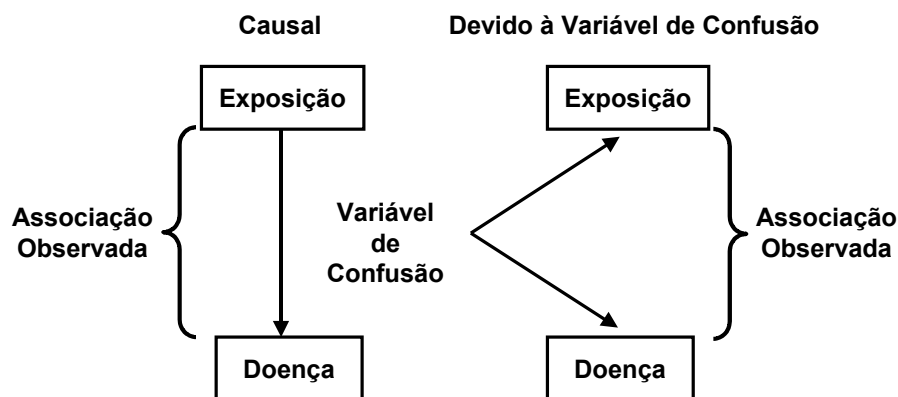 Causal
Devido à Variável de Confusão
Exposição
Exposição
Associação
Observada
Variável
de
Confusão
Associação
Observada
Doença
Doença